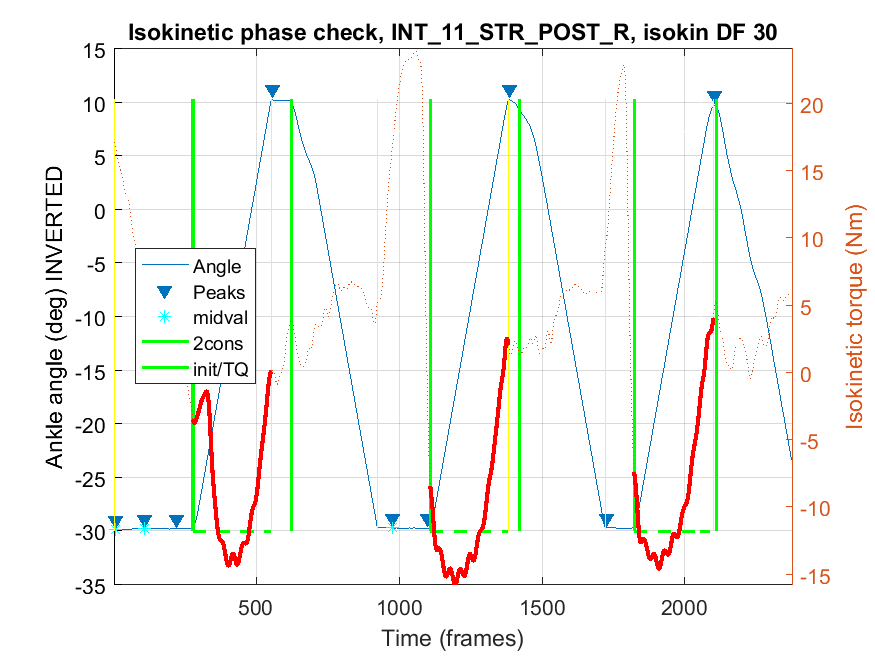 Isokinetic phase check, INT_11_STR_POST_R, isokin DF 30
15
10
5
0
-5
-10
-15
-20
-25
-30
-35
Ankle angle (deg) INVERTED
Angle
Peaks
midval
2cons
init/TQ
20
15
10
5
0
-5
-10
-15
Isokinetic torque (Nm)
500
1000
1500
2000
Time (frames)